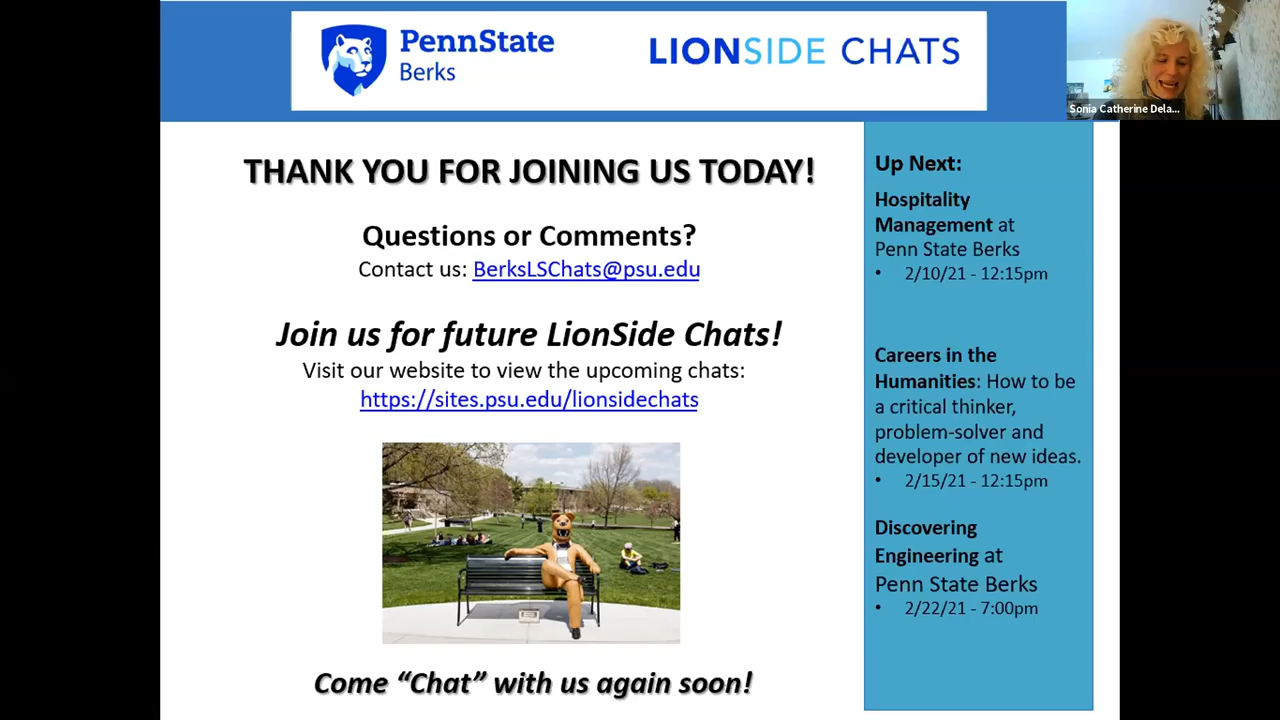 PennState
Berks
LIONSIDE CHATS
Sonia Catherine Dela...
THANK YOU FOR JOINING US TODAY!
Questions or Comments?
Contact us: BerksLSChats@psu.edu
Join us for future LionSide Chats!
Visit our website to view the upcoming chats:
https://sites.psu.edu/lionsidechats
Come “Chat” with us again soon!
Up Next:
Hospitality
Management at
Penn State Berks
• 2/10/21 - 12:15pm
Careers in the
Humanities: How to be
a critical thinker,
problem-solver and
developer of new ideas.
• 2/15/21 - 12:15pm
Discovering
Engineering at
Penn State Berks
• 2/22/21 - 7:00pm